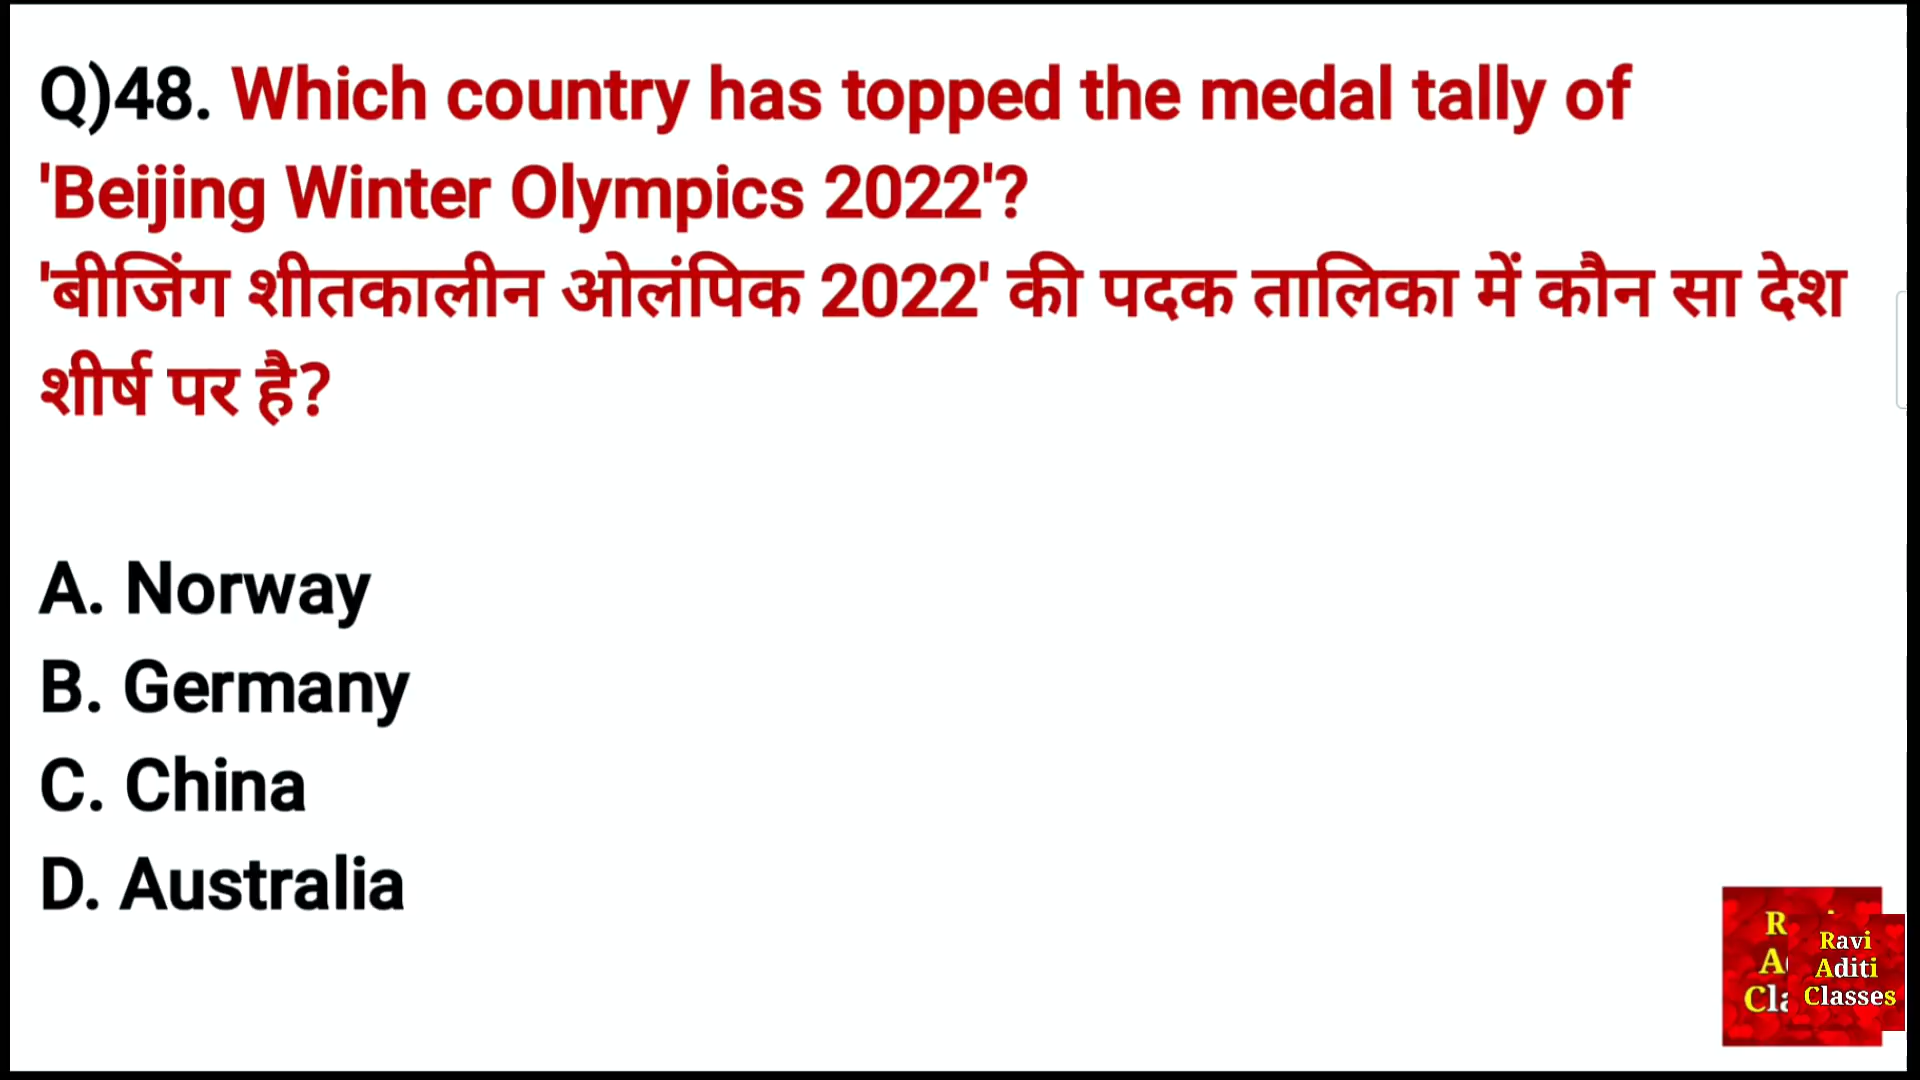 Q)48. Which country has topped the medal tally of
'Beijing Winter Olympics 2022'?
'बीजिंग शीतकालीन ओलंपिक 2022' की पदक तालिका में कौन सा देश
शीर्ष पर है?
A. Norway
B. Germany
C. China
D. Australia
Ravi
Aditi
Classes